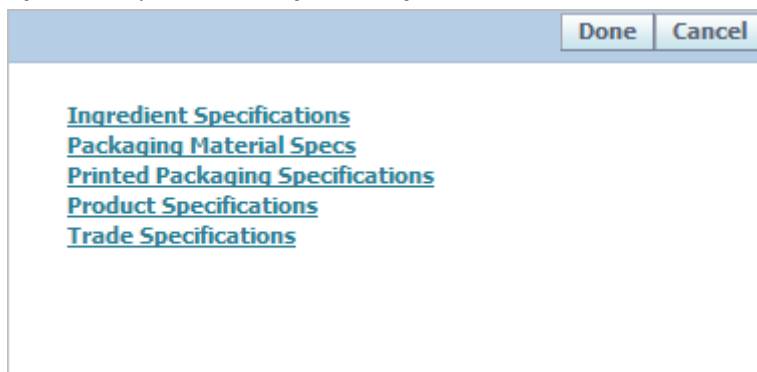 Done Cancel
Ingredient Specifications
Packaging Material Specs
Printed Packaging Specifications
Product Specifications
Trade Specifications